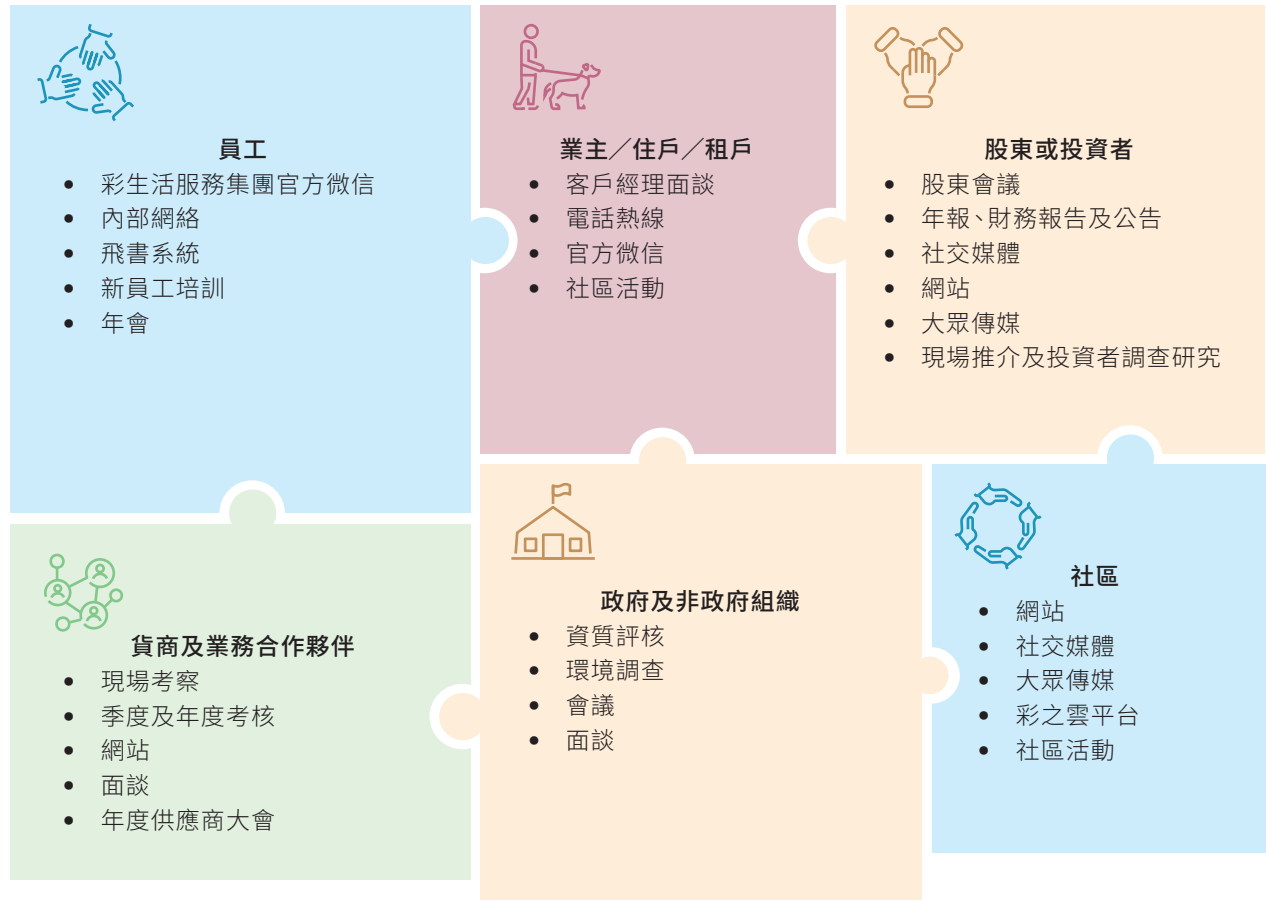 員工
• 彩生活服務集團官方微信
• 內部網絡
• 飛書系統
• 新員工培訓
• 年會
業主／住戶／租戶
• 客戶經理面談
• 電話熱線
• 官方微信
• 社區活動
股東或投資者
• 股東會議
• 年報、財務報告及公告
• 社交媒體
• 網站
• 大眾傳媒
• 現場推介及投資者調查研究
貨商及業務合作夥伴
• 現場考察
• 季度及年度考核
• 網站
• 面談
• 年度供應商大會
政府及非政府組織
• 資質評核
• 環境調查
• 會議
• 面談
社區
• 網站
• 社交媒體
• 大眾傳媒
• 彩之雲平台
• 社區活動